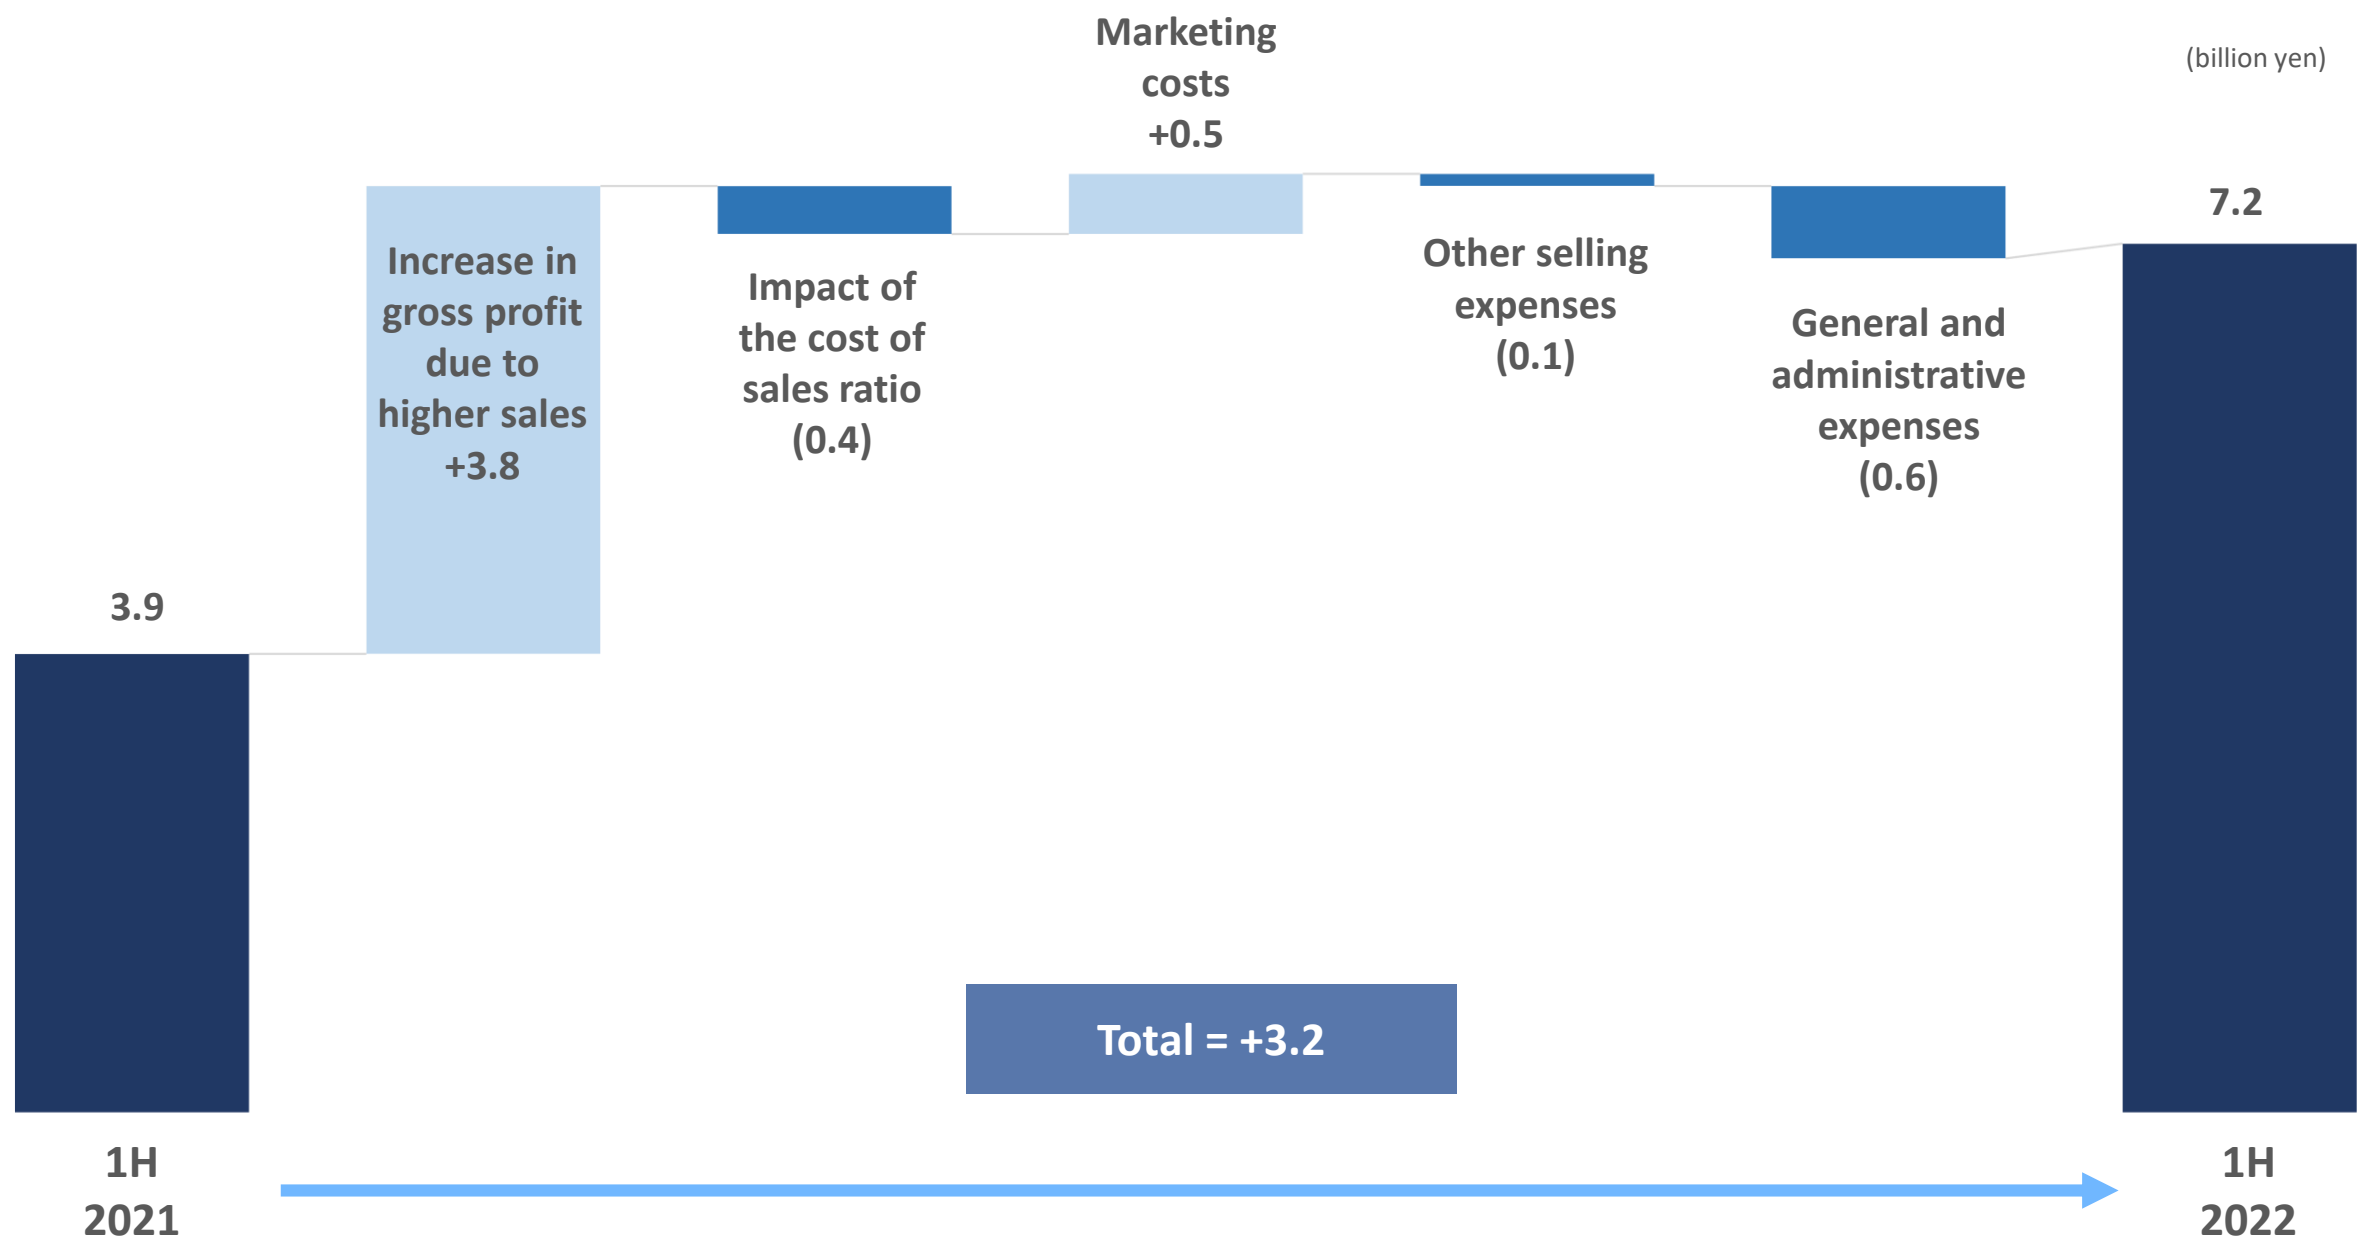 (billion yen)
3.9
Increase in
gross profit
due to
higher sales
+3.8
Impact of
the cost of
sales ratio
(0.4)
Marketing
costs
+0.5
Other selling
expenses
(0.1)
General and
administrative
expenses
(0.6)
7.2
Total = +3.2
1H
2021
1H
2022